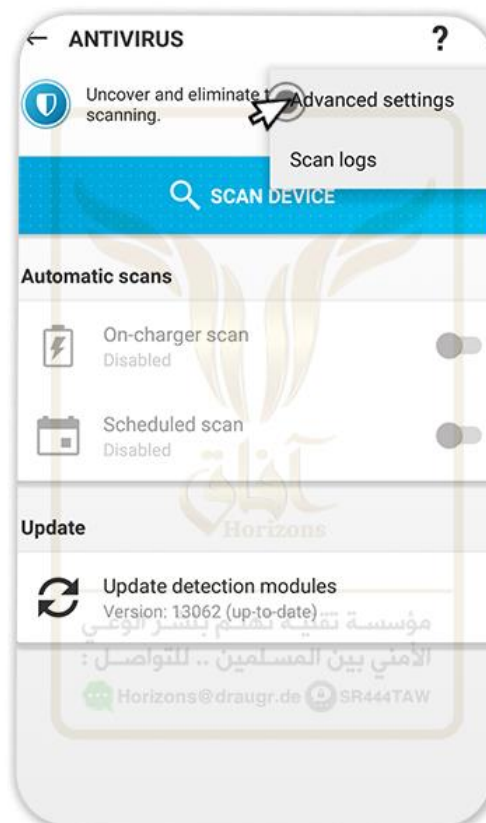 ANTIVIRUS
?
Uncover and eliminate t
scanning.
Advanced settings
Scan logs
SCAN DEVICE
Automatic scans
On-charger scan
Disabled
Scheduled scan
Disabled
آفاق
Horizons
Update
Update detection modules
Version: 13062 (up-to-date)
مؤسسة تقنية تهتم بنشر الوعي
الأمني بين المسلمين .. للتواصل :
Horizons@draugr.de SR444TAW